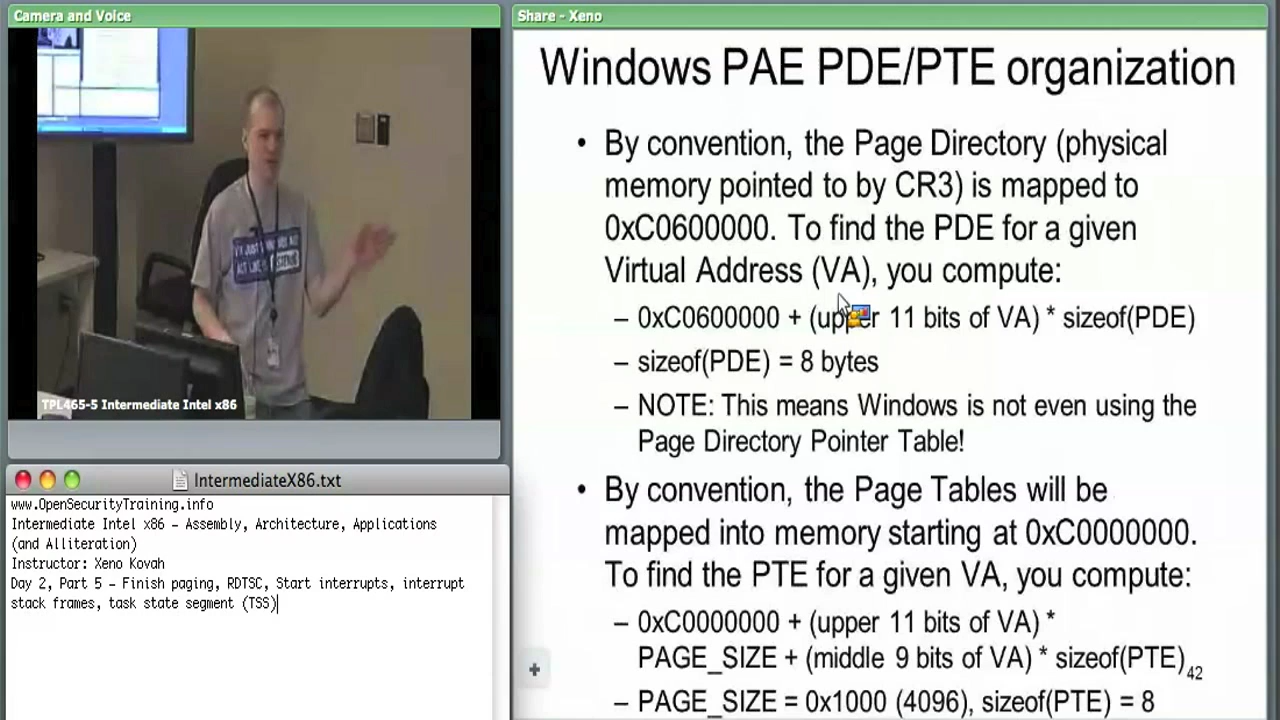 Camera and Voice
TPL465-5 Intermediate Intel x86
IntermediateX86.txt
www.OpenSecurityTraining.info
Intermediate Intel x86 – Assembly, Architecture, Applications
(and Alliteration)
Instructor: Xeno Kovah
Day 2, Part 5 – Finish paging, RDTSC, Start interrupts, interrupt
stack frames, task state segment (TSS)
Share - Xeno
Windows PAE PDE/PTE organization
• By convention, the Page Directory (physical
memory pointed to by CR3) is mapped to
0xC0600000. To find the PDE for a given
Virtual Address (VA), you compute:
– 0xC0600000 + (upper 11 bits of VA) * sizeof(PDE)
– sizeof(PDE) = 8 bytes
– NOTE: This means Windows is not even using the
Page Directory Pointer Table!
• By convention, the Page Tables will be
mapped into memory starting at 0xC0000000.
To find the PTE for a given VA, you compute:
– 0xC0000000 + (upper 11 bits of VA) *
PAGE_SIZE + (middle 9 bits of VA) * sizeof(PTE)
42
– PAGE_SIZE = 0x1000 (4096), sizeof(PTE) = 8